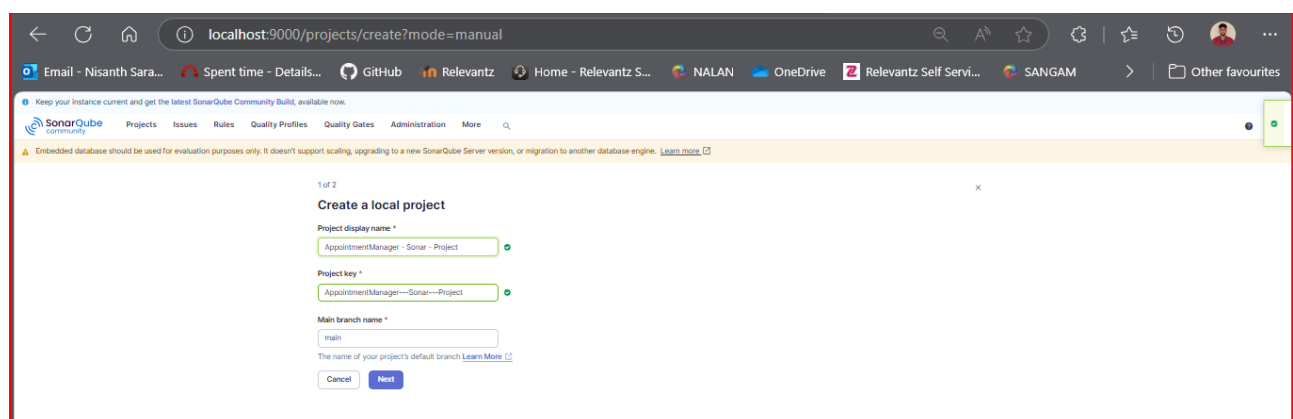 localhost:9000/projects/create?mode=manual
Email - Nisanth Sara... Spent time - Details... GitHub Relevantz Home - Relevantz S... NALAN OneDrive Relevantz Self Servi... SANGAM Other favourites
Keep your instance current and get the latest SonarQube Community Build, available now.
SonarQube community Projects Issues Rules Quality Profiles Quality Gates Administration More
Embedded database should be used for evaluation purposes only. It doesn't support scaling, upgrading to a new SonarQube Server version, or migration to another database engine. Learn more
1 of 2
Create a local project
Project display name *
AppointmentManager - Sonar - Project
Project key *
AppointmentManager---Sonar---Project
Main branch name *
main
The name of your project's default branch Learn More
Cancel Next